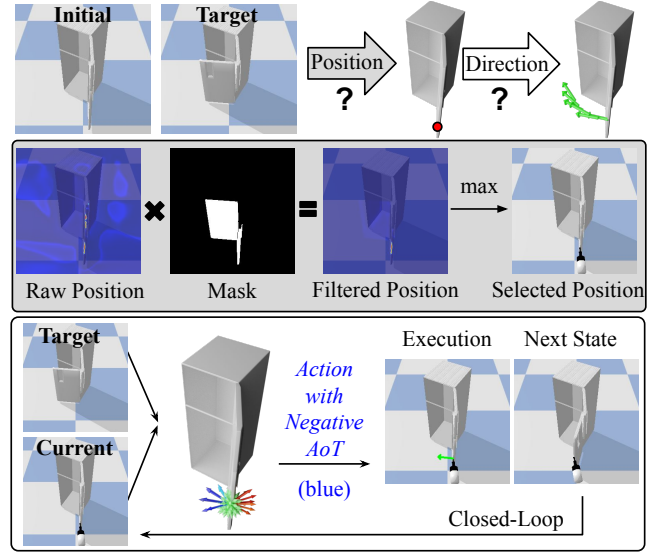 Initial
Target
Position
?
Direction
?
max
Raw Position
Mask
Filtered Position
Selected Position
Target
Current
Action
with
Negative
AoT
(blue)
Execution
Next State
Closed-Loop